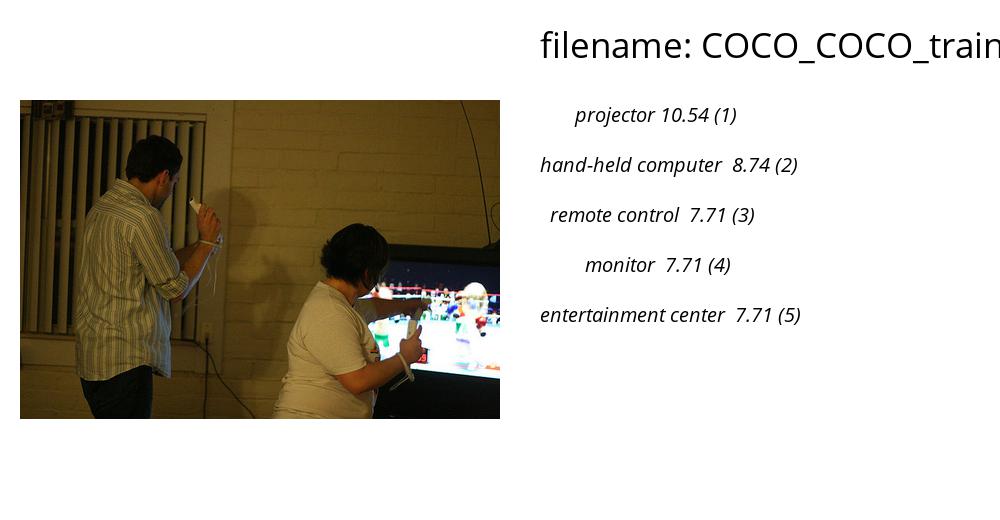 filename: COCO_COCO_train
projector 10.54 (1)
hand-held computer 8.74 (2)
remote control 7.71 (3)
monitor 7.71 (4)
entertainment center 7.71 (5)